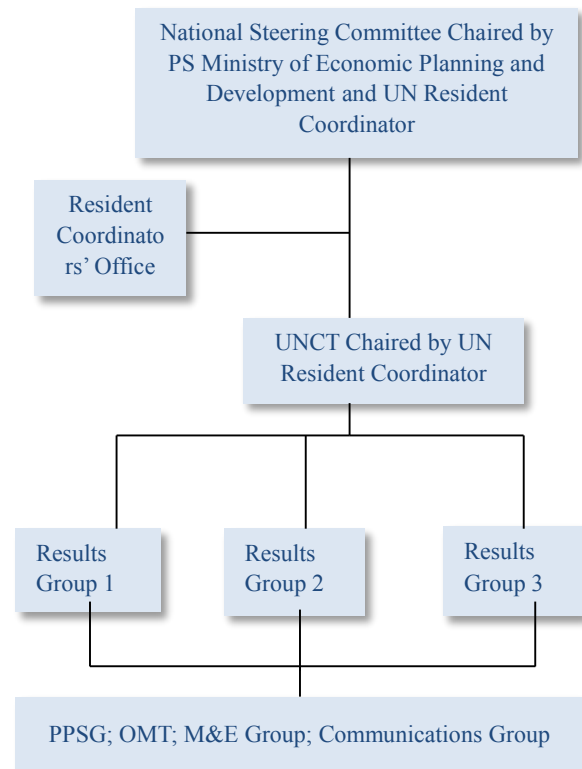 National Steering Committee Chaired by
PS Ministry of Economic Planning and
Development and UN Resident
Coordinator
Resident
Coordinato
rs’ Office
UNCT Chaired by UN
Resident Coordinator
Results
Group 1
Results
Group 2
Results
Group 3
PPSG; OMT; M&E Group; Communications Group